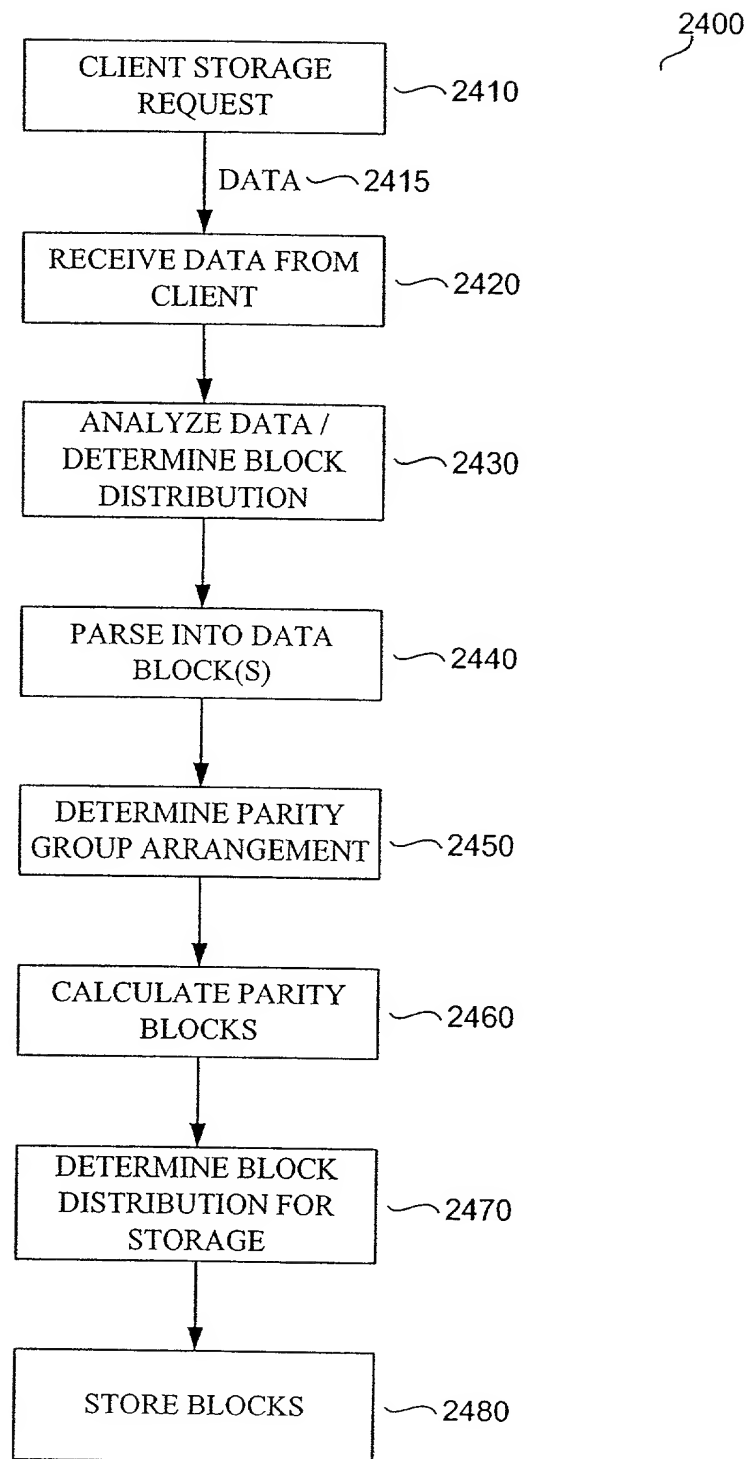 2400
CLIENT STORAGE
REQUEST
2410
DATA
2415
RECEIVE DATA FROM
CLIENT
2420
ANALYZE DATA /
DETERMINE BLOCK
DISTRIBUTION
2430
PARSE INTO DATA
BLOCK(S)
2440
DETERMINE PARITY
GROUP ARRANGEMENT
2450
CALCULATE PARITY
BLOCKS
2460
DETERMINE BLOCK
DISTRIBUTION FOR
STORAGE
2470
STORE BLOCKS
2480